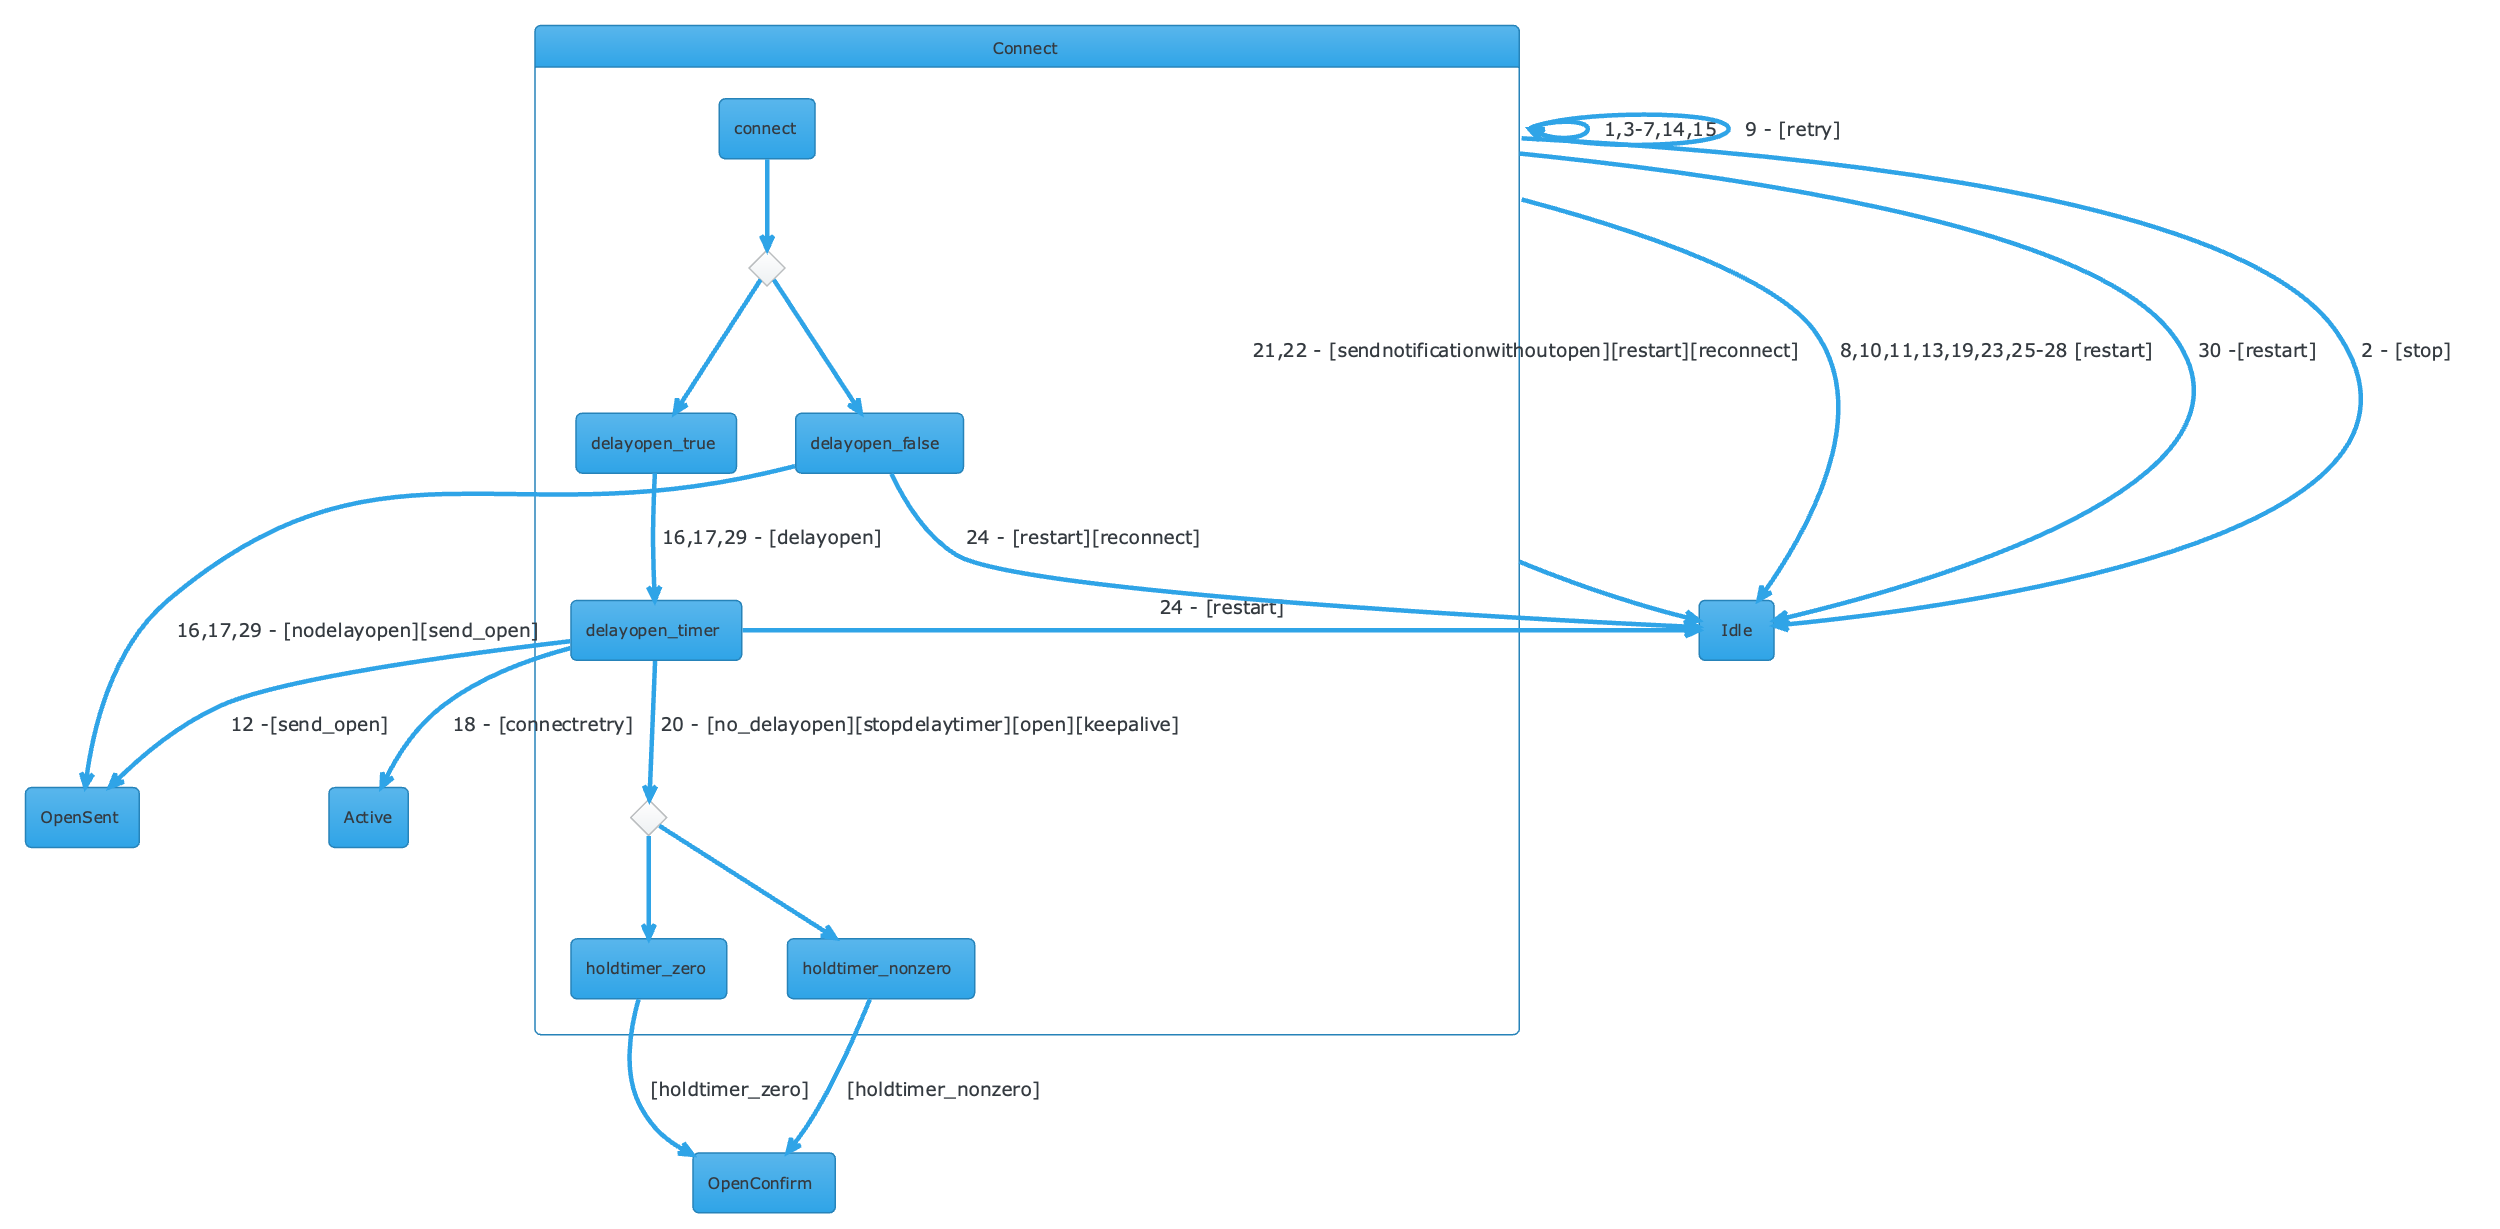 Connect
connect
1,3-7,14,15
9 - [retry]
21,22 - [sendnotificationwithoutopen][restart][reconnect]
8,10,11,13,19,23,25-28 [restart]
30 -[restart]
2 - [stop]
delayopen_true
delayopen_false
16,17,29 - [delayopen]
24 - [restart][reconnect]
24 - [restart]
16,17,29 - [nodelayopen][send_open]
delayopen_timer
Idle
12 -[send_open]
18 - [connectretry]
20 - [no_delayopen][stopdelaytimer][open][keepalive]
OpenSent
Active
holdtimer_zero
holdtimer_nonzero
[holdtimer_zero]
[holdtimer_nonzero]
OpenConfirm